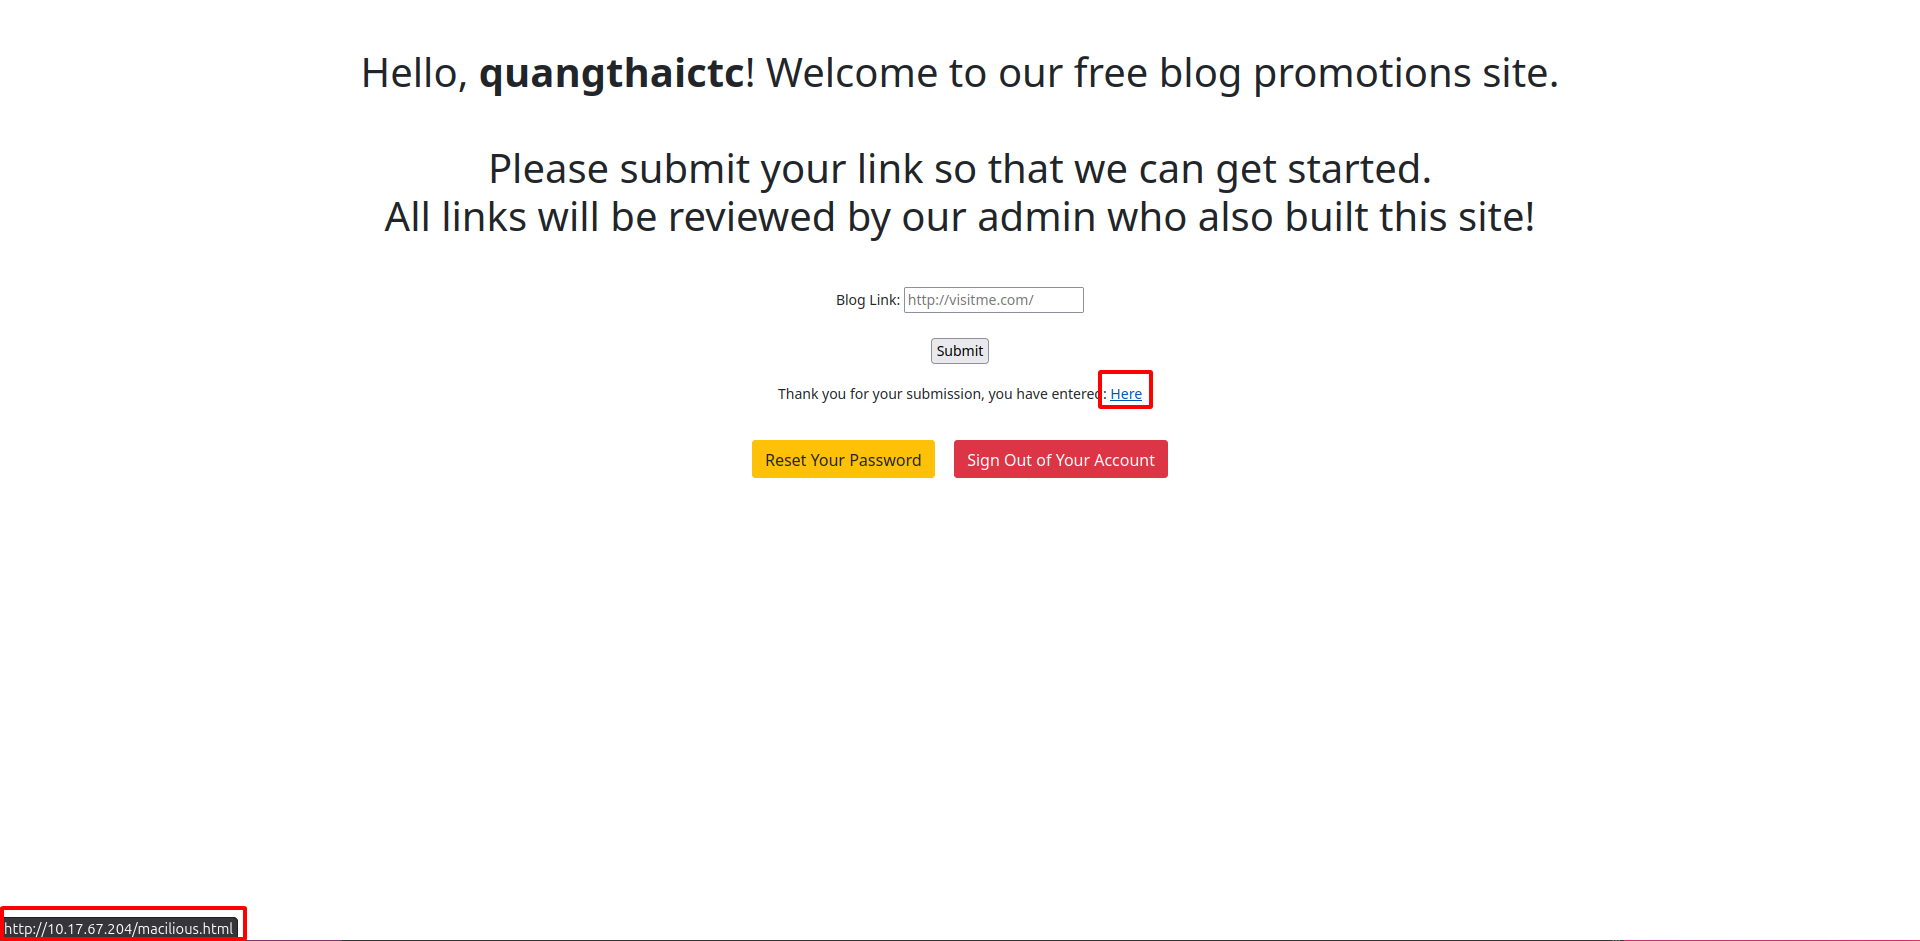 Hello, quangthaictc! Welcome to our free blog promotions site.
Please submit your link so that we can get started.
All links will be reviewed by our admin who also built this site!
Blog Link: http://visitme.com/
Submit
Thank you for your submission, you have entered: Here
Reset Your Password Sign Out of Your Account
http://10.17.67.204/macilious.html